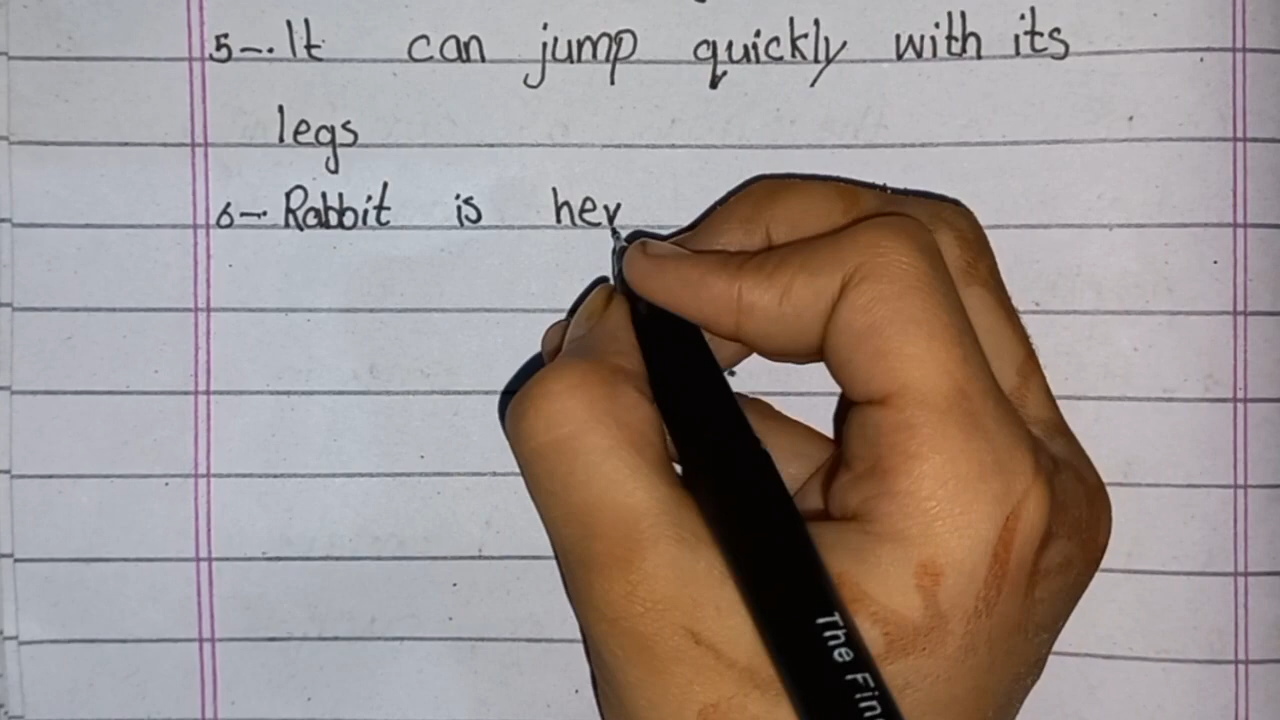 5-. It can jump quickly with its
legs
6-. Rabbit is her
The Fin